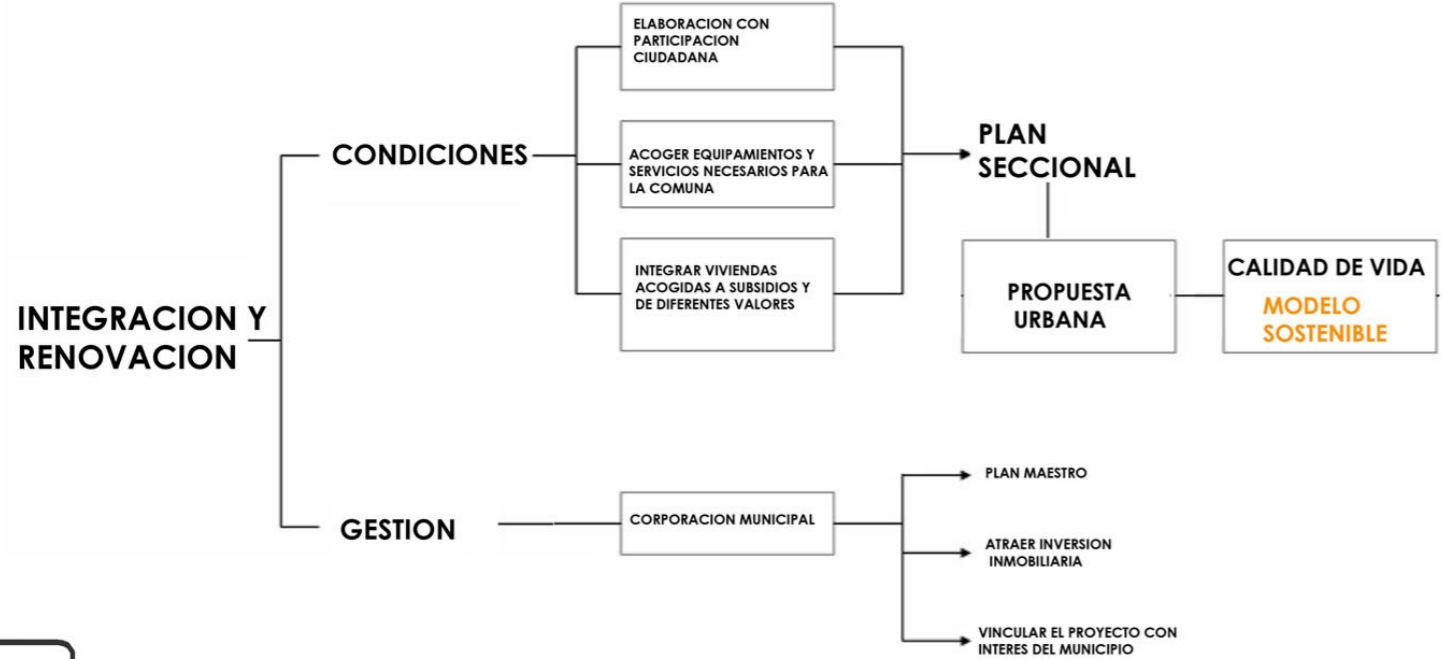 ELABORACION CON
PARTICIPACION
CIUDADANA
CONDICIONES
ACOGER EQUIPAMIENTOS Y
SERVICIOS NECESARIOS PARA
LA COMUNA
PLAN
SECCIONAL
INTEGRAR VIVIENDAS
ACOGIDAS A SUBSIDIOS Y
DE DIFERENTES VALORES
PROPUESTA
URBANA
CALIDAD DE VIDA
MODELO
SOSTENIBLE
INTEGRACION Y
RENOVACION
GESTION
CORPORACION MUNICIPAL
PLAN MAESTRO
ATRAER INVERSION
INMOBILIARIA
VINCULAR EL PROYECTO CON
INTERES DEL MUNICIPIO